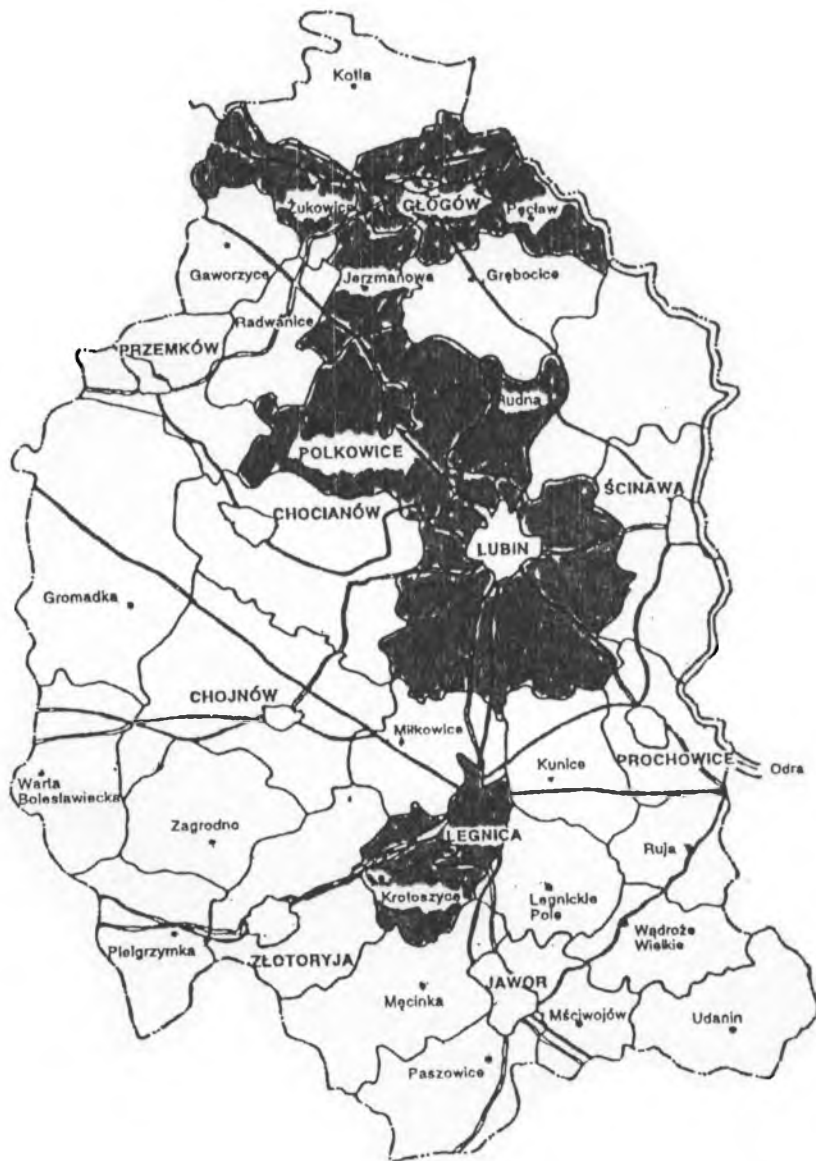 Kotla
Żukowice
GŁOGÓW
Pęcław
Gaworzyce
Jerzmanowa
Grębocice
Radwanice
PRZEMKÓW
Rudna
POLKOWICE
ŚCINAWA
CHOCIANÓW
LUBIN
Gromadka
CHOJNÓW
Miłkowice
PROCHOWICE
Kunice
Odra
Warta
Bolesławiecka
Zagrodno
LEGNICA
Ruja
Krotoszyce
Legnickie
Pole
Wądroże
Wielkie
Pielgrzymka
ZŁOTORYJA
JAWOR
Męcinka
Mściwojów
Udanin
Paszowice